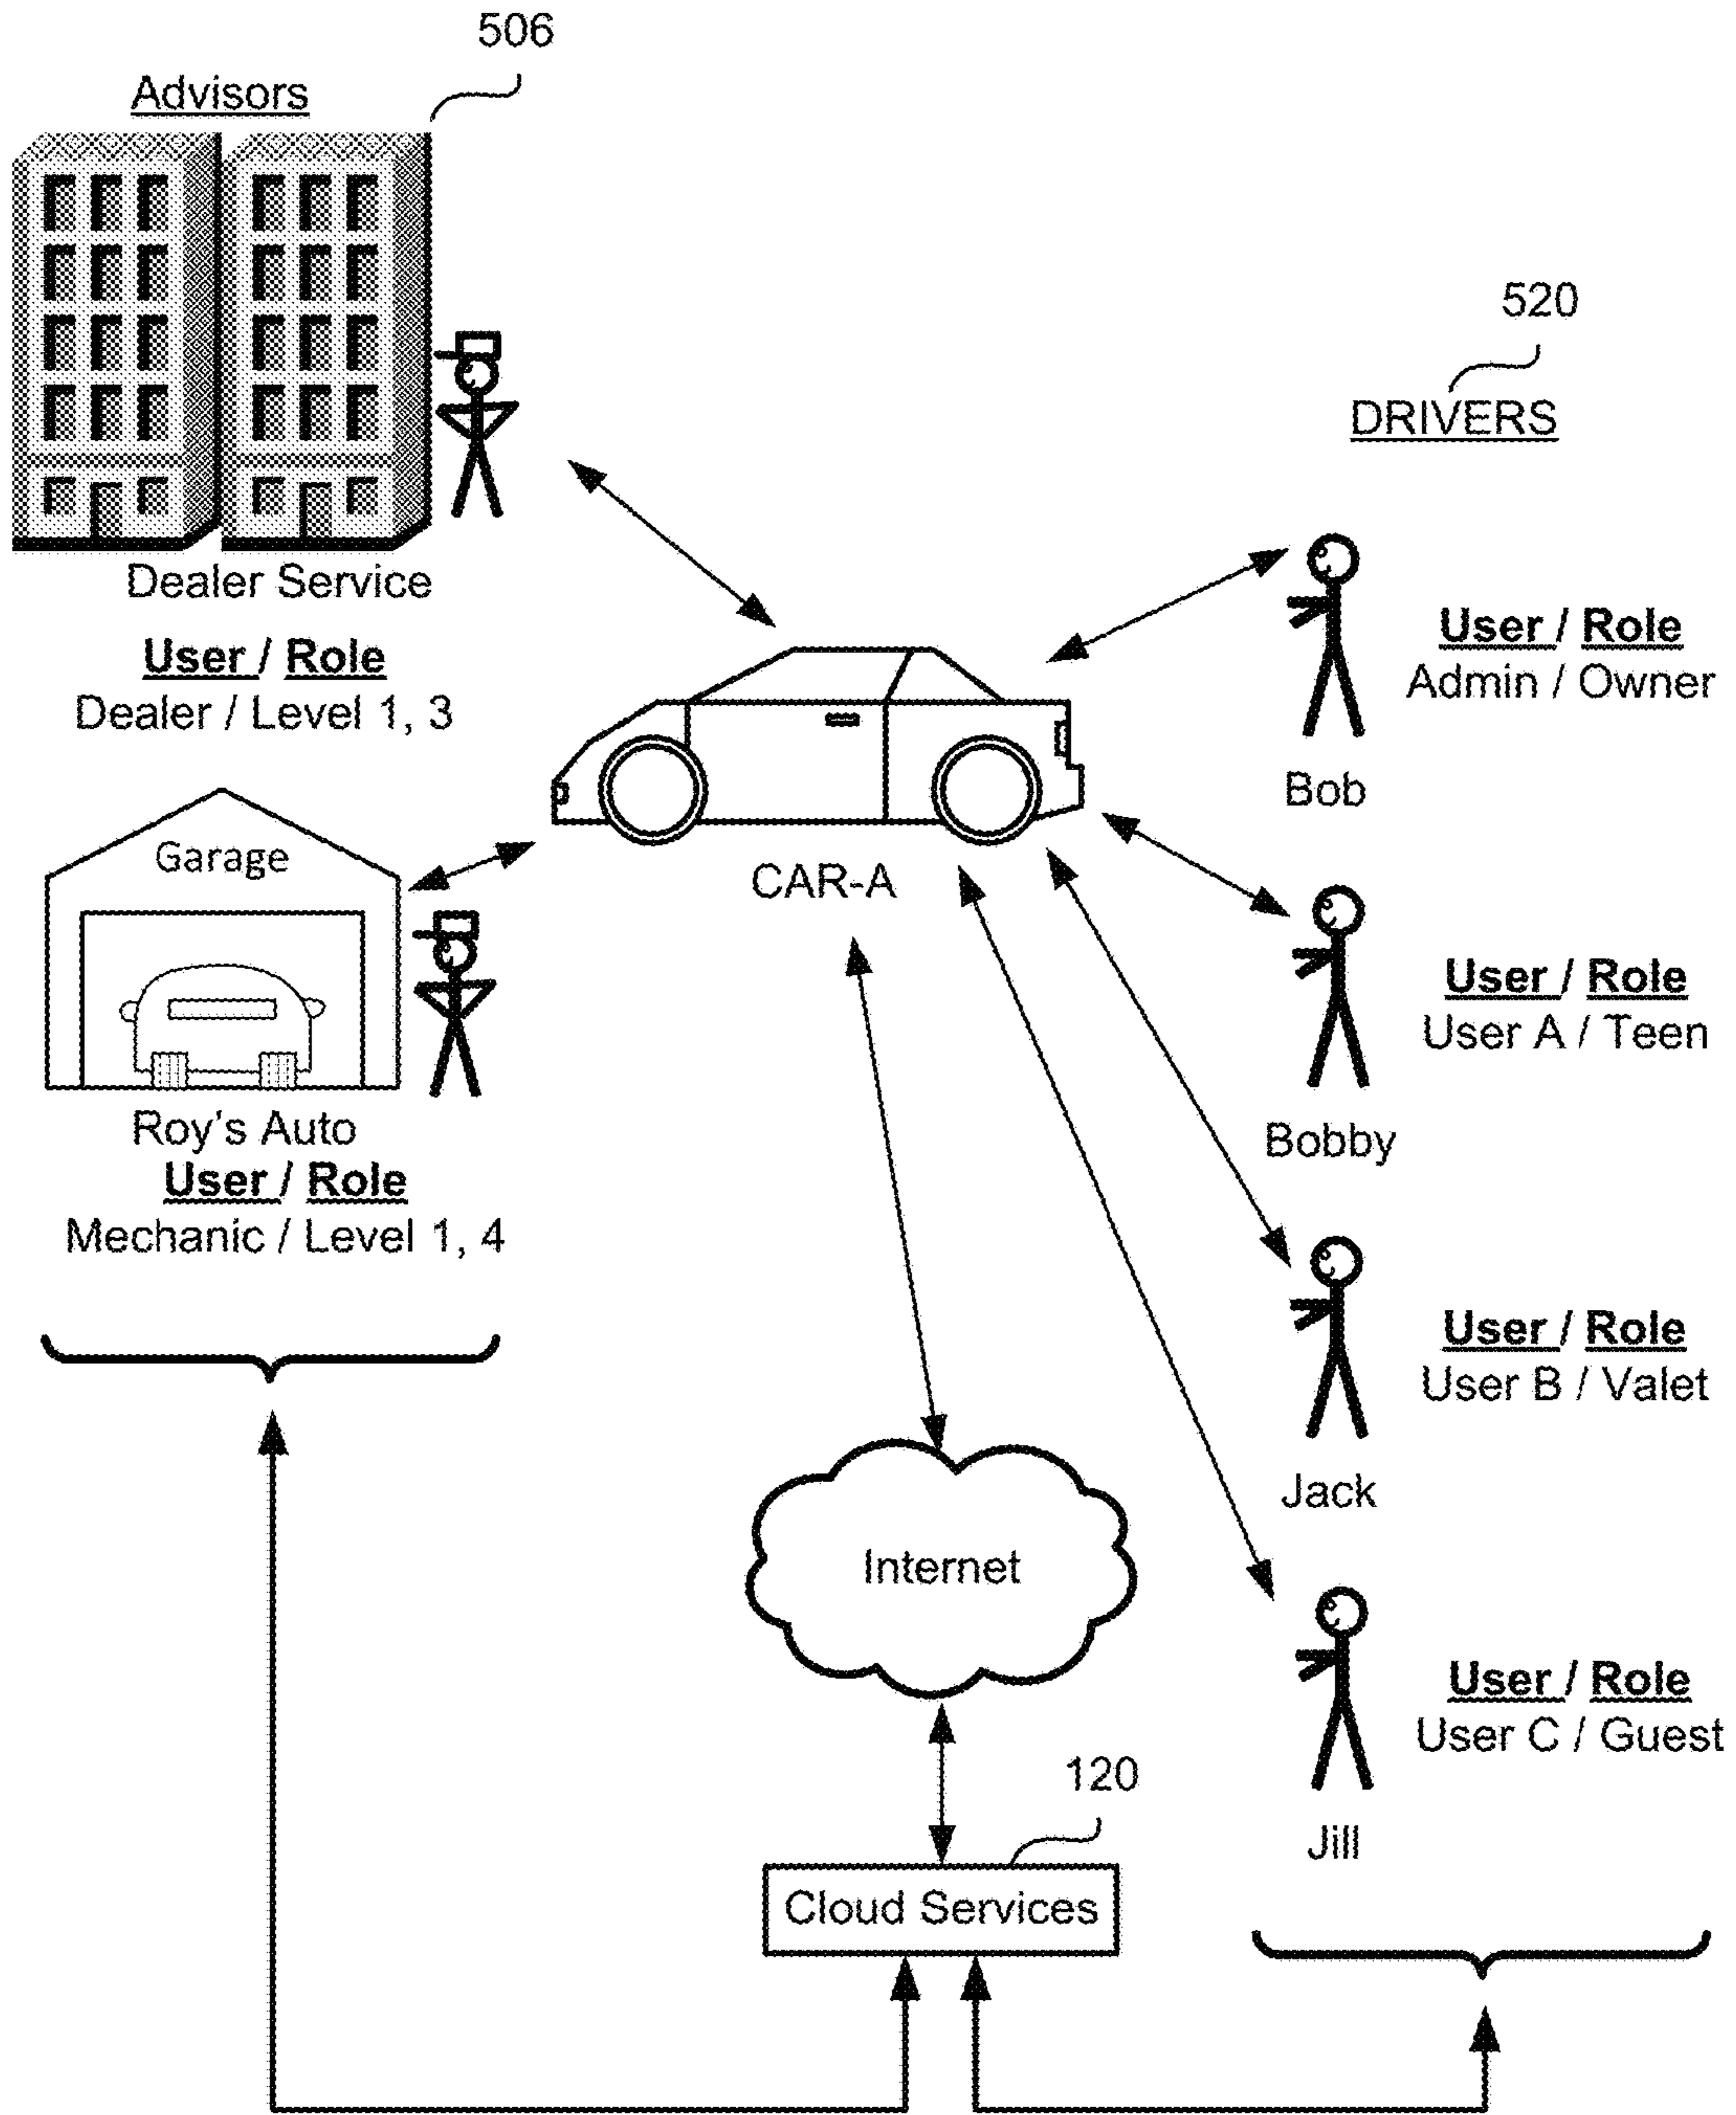 506
Advisors
Dealer Service
User / Role
Dealer / Level 1, 3
Garage
Roy's Auto
User / Role
Mechanic / Level 1, 4
CAR-A
520
DRIVERS
User / Role
Admin / Owner
Bob
User / Role
User A / Teen
Bobby
User / Role
User B / Valet
Jack
User / Role
User C / Guest
Jill
Internet
120
Cloud Services